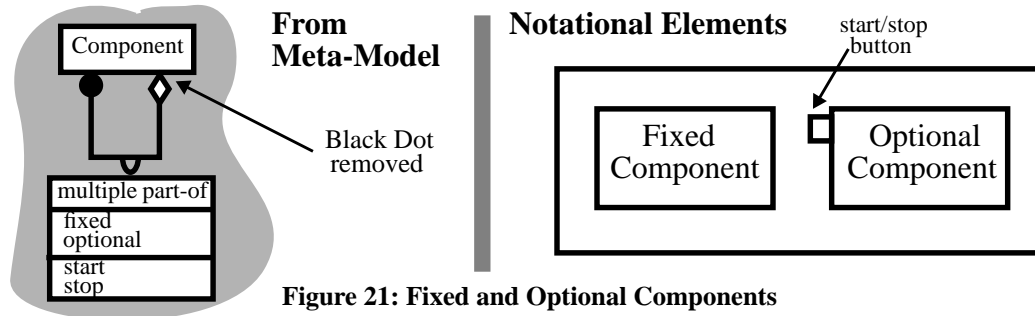 Component
From
Meta-Model
Black Dot
removed
multiple part-of
fixed
optional
start
stop
Notational Elements
start/stop
button
Fixed
Component
Optional
Component
Figure 21: Fixed and Optional Components